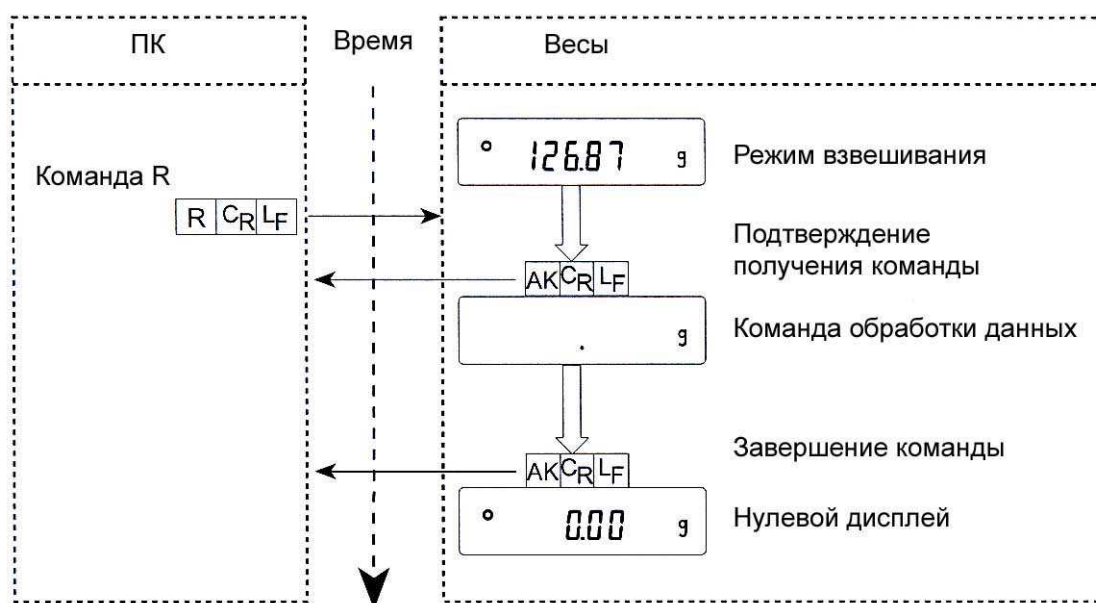 ПК
Время
Весы
126.87 g
Режим взвешивания
Команда R
R CR LF
Подтверждение
получения команды
AK CR LF
. g
Команда обработки данных
Завершение команды
AK CR LF
0.00 g
Нулевой дисплей